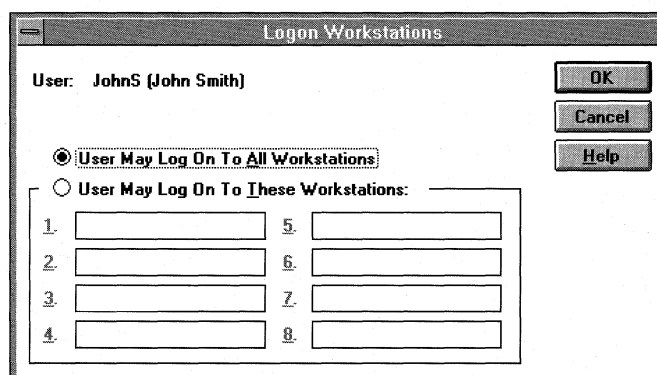 Logon Workstations
User: JohnS (John Smith)
OK
Cancel
Help
User May Log On To All Workstations
User May Log On To These Workstations:
1.
2.
3.
4.
5.
6.
7.
8.